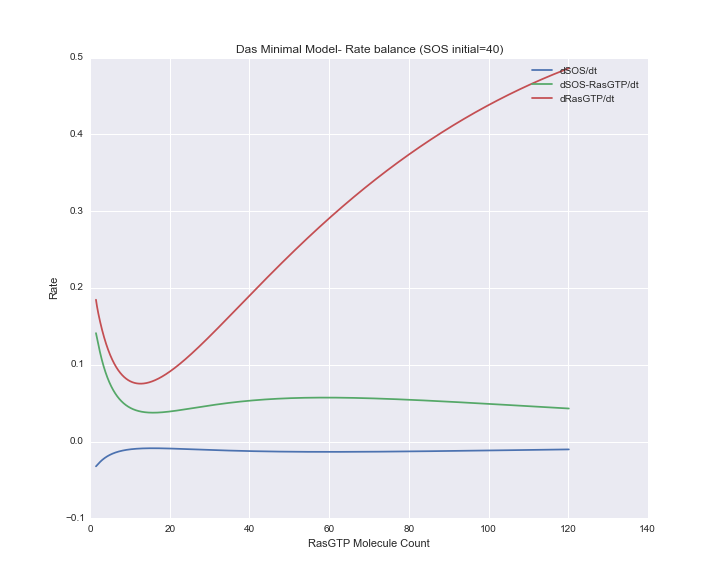 Das Minimal Model- Rate balance (SOS initial=40)
dSOS/dt
dSOS-RasGTP/dt
dRasGTP/dt
0.5
0.4
0.3
0.2
0.1
0.0
−0.1
Rate
0 20 40 60 80 100 120 140
RasGTP Molecule Count